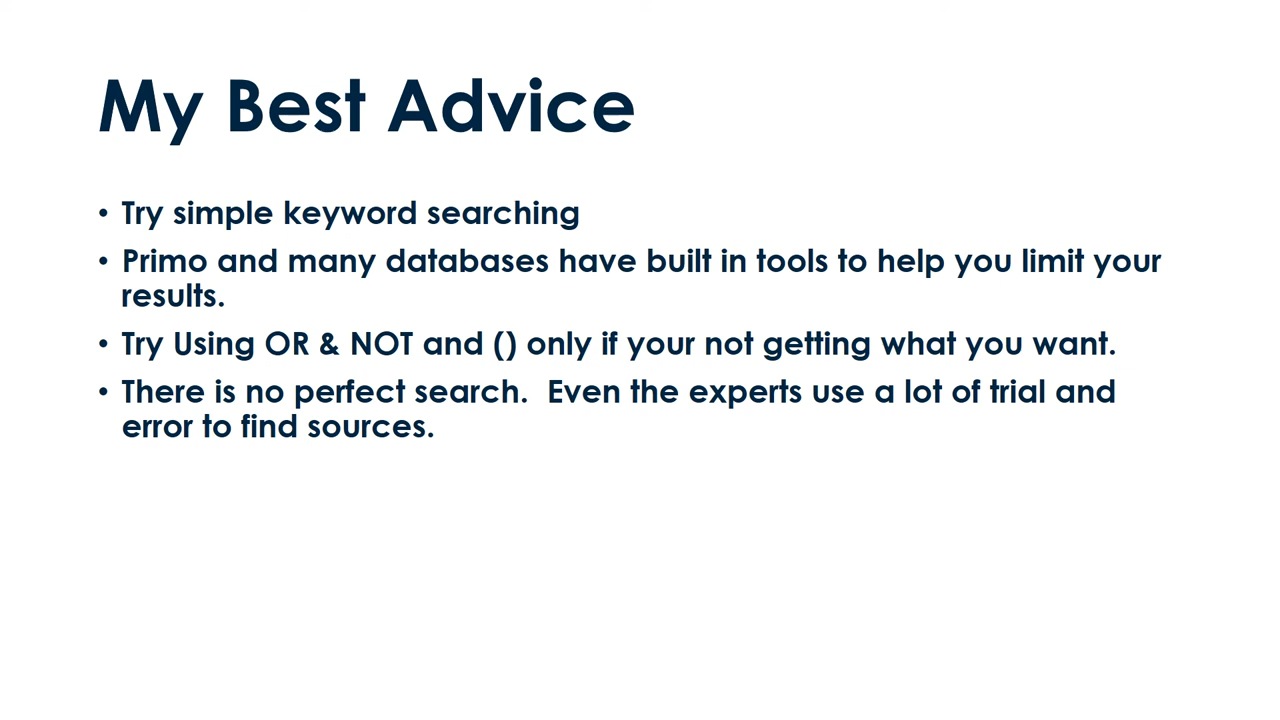 My Best Advice
• Try simple keyword searching
• Primo and many databases have built in tools to help you limit your
results.
• Try Using OR & NOT and () only if your not getting what you want.
• There is no perfect search.  Even the experts use a lot of trial and
error to find sources.